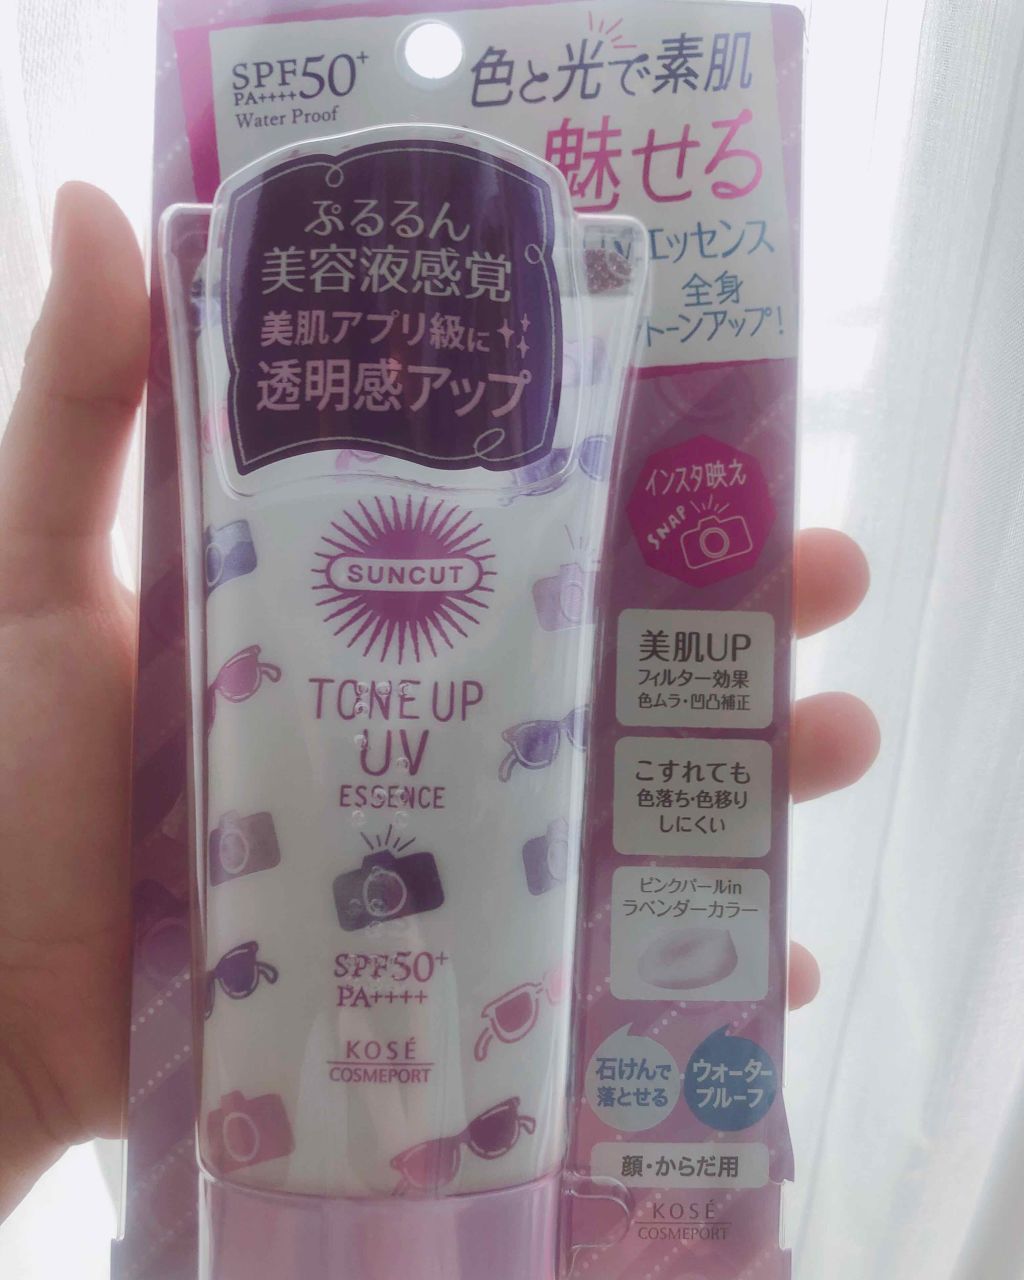 SPF50+
PA++++
Water Proof
色と光で素肌
魅せる
UVエッセンス
全身
トーンアップ!
ぷるるん
美容液感覚
美肌アプリ級に
透明感アップ
SUNCUT
TONE UP
UV
ESSENCE
SPF50+
PA++++
KOSÉ
COSMEPORT
インスタ映え
SNAP
美肌UP
フィルター効果
色ムラ・凹凸補正
こすれても
色落ち・色移り
しにくい
ピンクパールin
ラベンダーカラー
石けんで
落とせる
ウォーター
プルーフ
顔・からだ用
KOSÉ
COSMEPORT